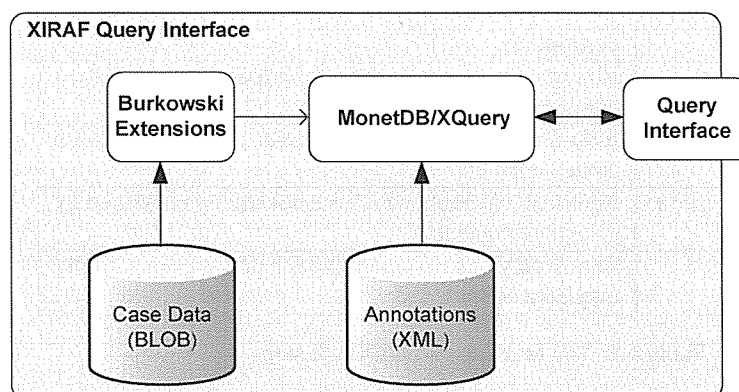 XIRAF Query Interface
Burkowski
Extensions
MonetDB/XQuery
Query
Interface
Case Data
(BLOB)
Annotations
(XML)